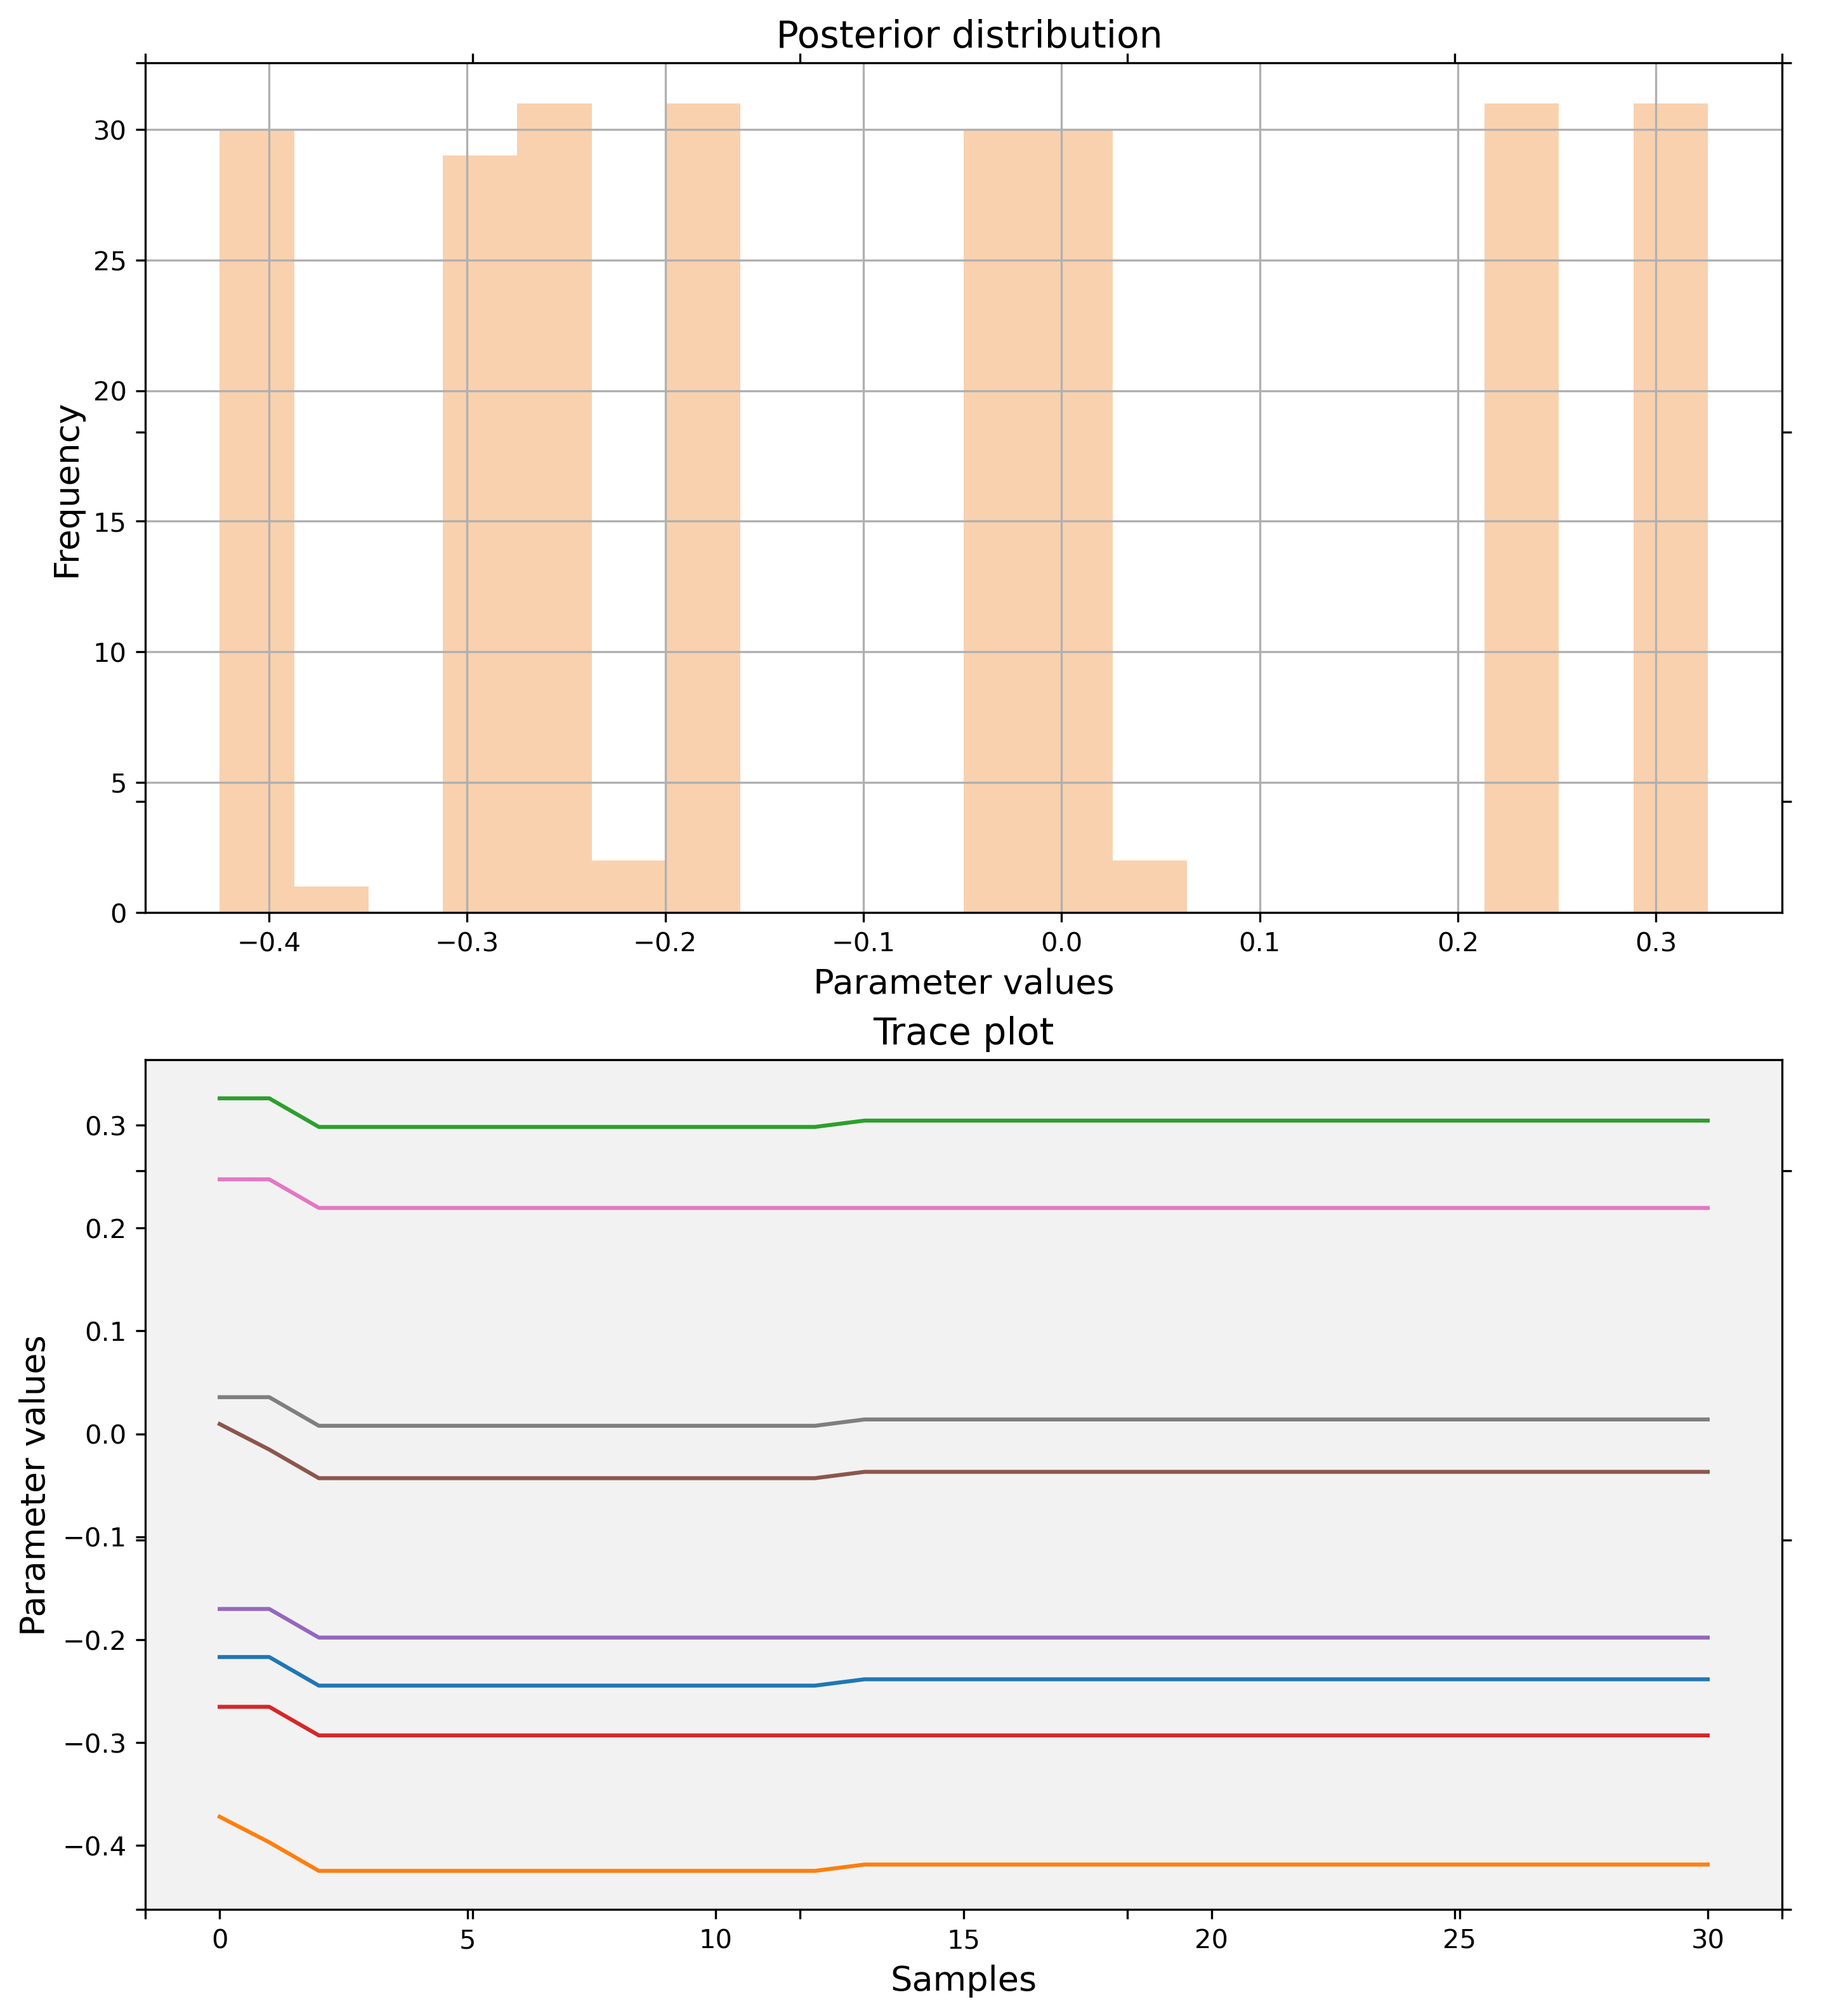 Posterior distribution
Frequency
30
25
20
15
10
5
0
−0.4 −0.3 −0.2 −0.1 0.0 0.1 0.2 0.3
Parameter values
Trace plot
Parameter values
0.3
0.2
0.1
0.0
−0.1
−0.2
−0.3
−0.4
0 5 10 15 20 25 30
Samples